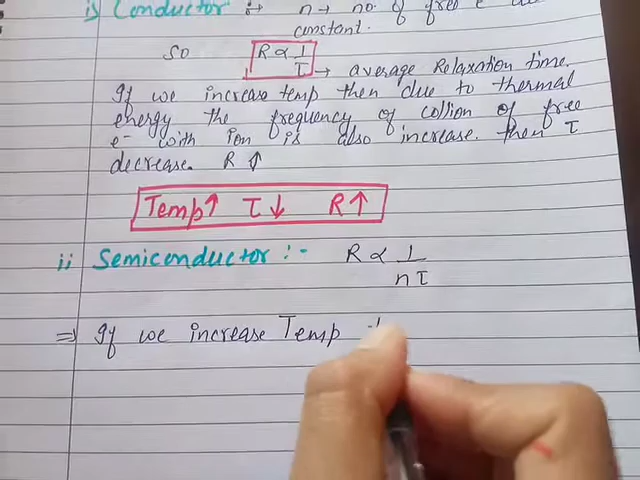 i) Conductor :- n → no. of free e⁻ are
constant.
So R ∝ 1/τ → average Relaxation time.
If we increase temp then due to thermal
energy the frequency of collion of free
e⁻ with ion is also increase. then τ
decrease. R ↑
Temp↑ τ↓ R↑
ii Semiconductor :- R ∝ 1/nτ
⇒ If we increase Temp